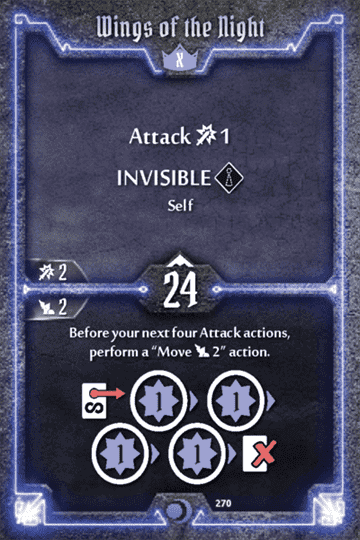 Wings of the Night
X
Attack 1
INVISIBLE
Self
2
24
2
Before your next four Attack actions,
perform a “Move 2” action.
S 1 1
1 1
270